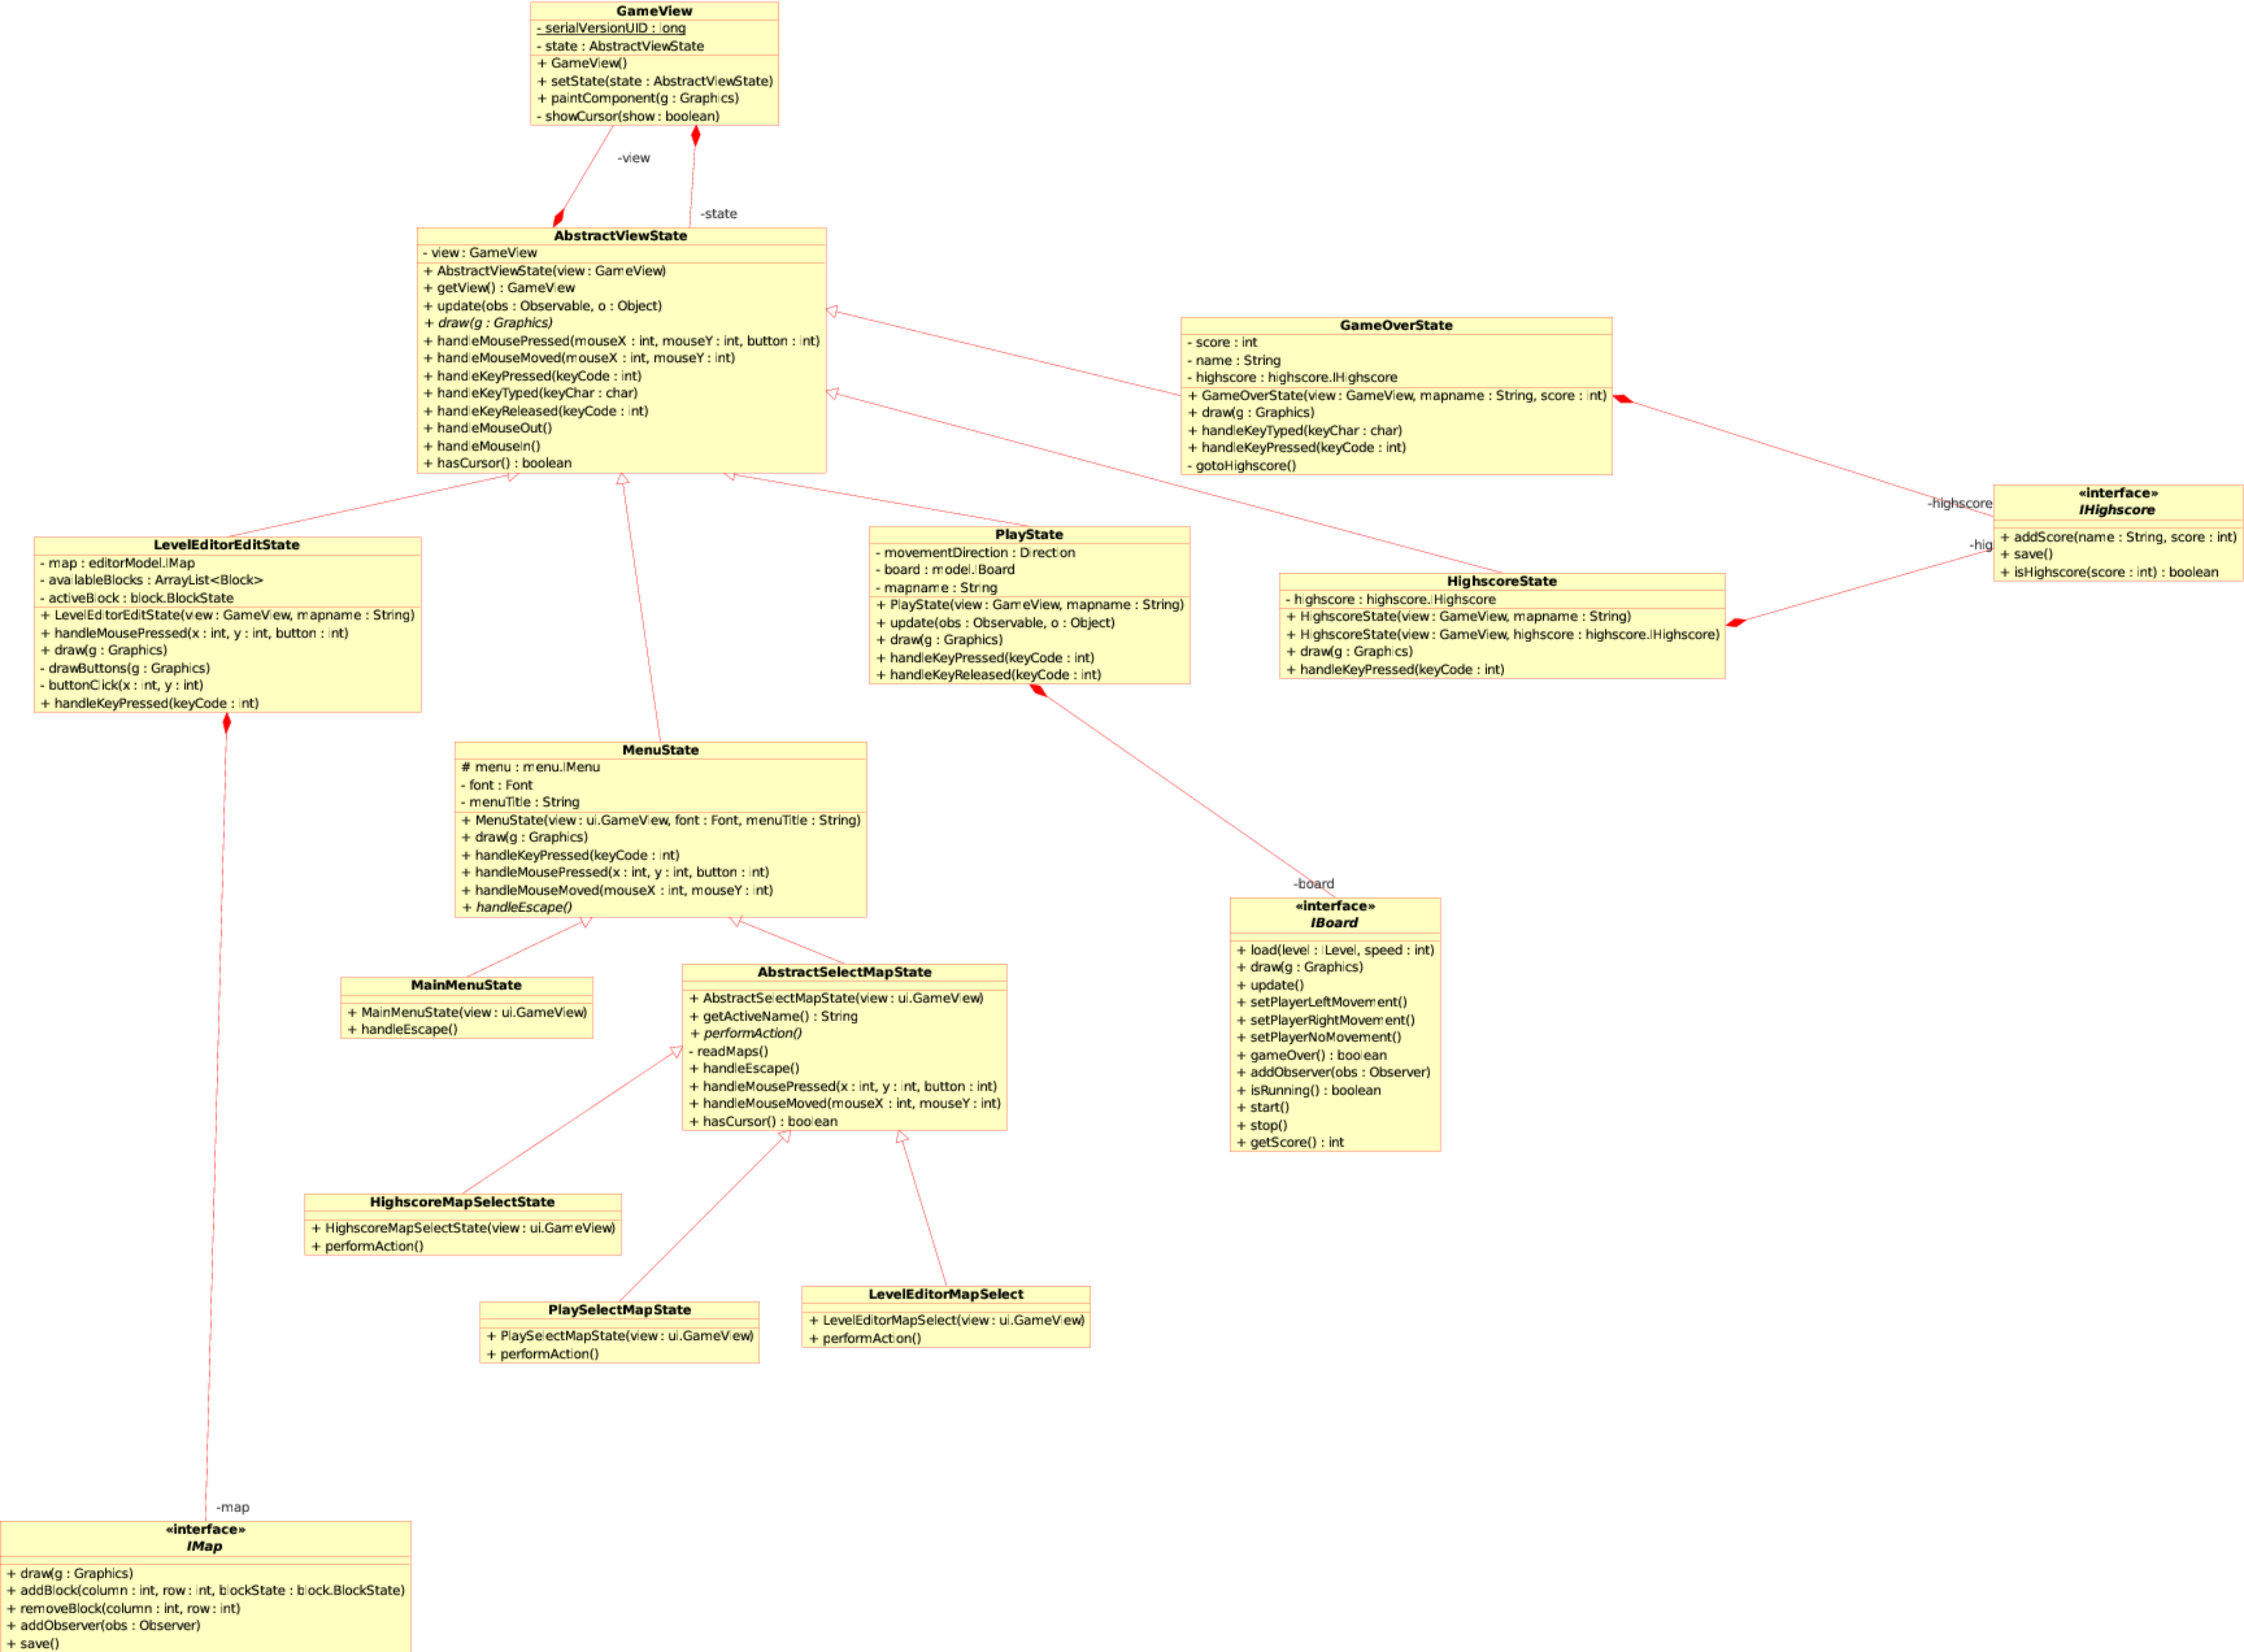 GameView
- serialVersionUID : long
- state : AbstractViewState
+ GameView()
+ setState(state : AbstractViewState)
+ paintComponent(g : Graphics)
- showCursor(show : boolean)
-view
-state
AbstractViewState
- view : GameView
+ AbstractViewState(view : GameView)
+ getView() : GameView
+ update(obs : Observable, o : Object)
+ draw(g : Graphics)
+ handleMousePressed(mouseX : int, mouseY : int, button : int)
+ handleMouseMoved(mouseX : int, mouseY : int)
+ handleKeyPressed(keyCode : int)
+ handleKeyTyped(keyChar : char)
+ handleKeyReleased(keyCode : int)
+ handleMouseOut()
+ handleMouseIn()
+ hasCursor() : boolean
GameOverState
- score : int
- name : String
- highscore : highscore.IHighscore
+ GameOverState(view : GameView, mapname : String, score : int)
+ draw(g : Graphics)
+ handleKeyTyped(keyChar : char)
+ handleKeyPressed(keyCode : int)
- gotoHighscore()
-highscore
-hig
«interface»
IHighscore
+ addScore(name : String, score : int)
+ save()
+ isHighscore(score : int) : boolean
LevelEditorEditState
- map : editorModel.IMap
- availableBlocks : ArrayList<Block>
- activeBlock : block.BlockState
+ LevelEditorEditState(view : GameView, mapname : String)
+ handleMousePressed(x : int, y : int, button : int)
+ draw(g : Graphics)
- drawButtons(g : Graphics)
- buttonClick(x : int, y : int)
+ handleKeyPressed(keyCode : int)
PlayState
- movementDirection : Direction
- board : model.IBoard
- mapname : String
+ PlayState(view : GameView, mapname : String)
+ update(obs : Observable, o : Object)
+ draw(g : Graphics)
+ handleKeyPressed(keyCode : int)
+ handleKeyReleased(keyCode : int)
HighscoreState
- highscore : highscore.IHighscore
+ HighscoreState(view : GameView, mapname : String)
+ HighscoreState(view : GameView, highscore : highscore.IHighscore)
+ draw(g : Graphics)
+ handleKeyPressed(keyCode : int)
MenuState
# menu : menu.IMenu
- font : Font
- menuTitle : String
+ MenuState(view : ui.GameView, font : Font, menuTitle : String)
+ draw(g : Graphics)
+ handleKeyPressed(keyCode : int)
+ handleMousePressed(x : int, y : int, button : int)
+ handleMouseMoved(mouseX : int, mouseY : int)
+ handleEscape()
-board
«interface»
IBoard
+ load(level : ILevel, speed : int)
+ draw(g : Graphics)
+ update()
+ setPlayerLeftMovement()
+ setPlayerRightMovement()
+ setPlayerNoMovement()
+ gameOver() : boolean
+ addObserver(obs : Observer)
+ isRunning() : boolean
+ start()
+ stop()
+ getScore() : int
MainMenuState
+ MainMenuState(view : ui.GameView)
+ handleEscape()
AbstractSelectMapState
+ AbstractSelectMapState(view : ui.GameView)
+ getActiveName() : String
+ performAction()
- readMaps()
+ handleEscape()
+ handleMousePressed(x : int, y : int, button : int)
+ handleMouseMoved(mouseX : int, mouseY : int)
+ hasCursor() : boolean
HighscoreMapSelectState
+ HighscoreMapSelectState(view : ui.GameView)
+ performAction()
PlaySelectMapState
+ PlaySelectMapState(view : ui.GameView)
+ performAction()
LevelEditorMapSelect
+ LevelEditorMapSelect(view : ui.GameView)
+ performAction()
-map
«interface»
IMap
+ draw(g : Graphics)
+ addBlock(column : int, row : int, blockState : block.BlockState)
+ removeBlock(column : int, row : int)
+ addObserver(obs : Observer)
+ save()